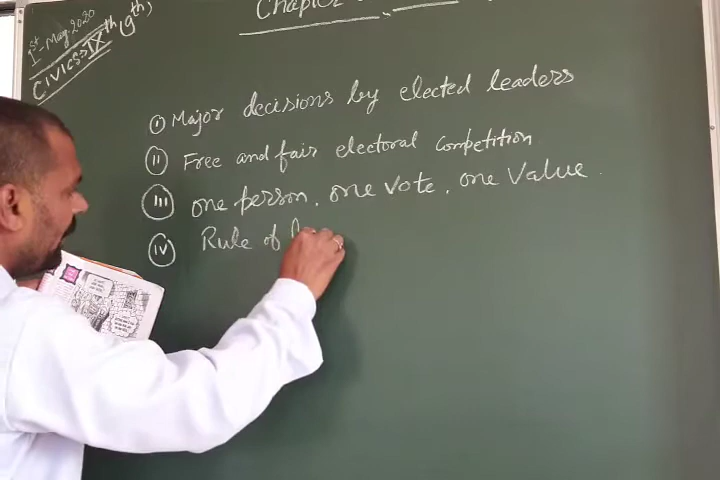 1st-May 2020
Civics:> IXth (9th)
Chapter
(i) Major decisions by elected leaders
(ii) Free and fair electoral competition
(iii) one person, one vote, one value.
(iv) Rule of